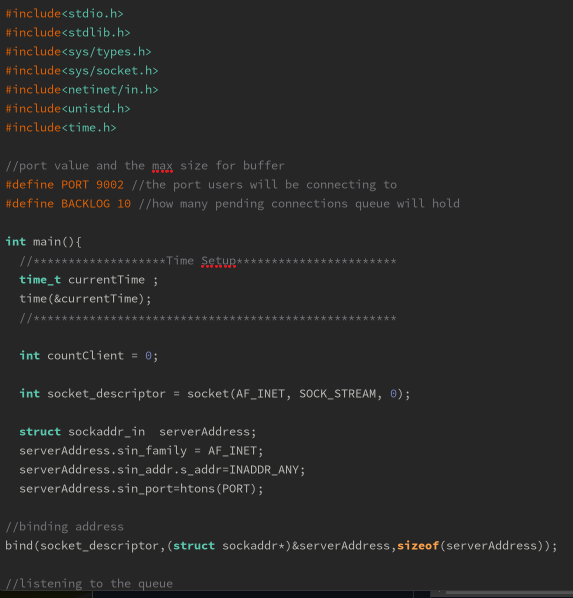 #include<stdio.h>
#include<stdlib.h>
#include<sys/types.h>
#include<sys/socket.h>
#include<netinet/in.h>
#include<unistd.h>
#include<time.h>
//port value and the max size for buffer
#define PORT 9002 //the port users will be connecting to
#define BACKLOG 10 //how many pending connections queue will hold
int main(){
//*******************Time Setup***********************
time_t currentTime ;
time(&currentTime);
//****************************************************
int countClient = 0;
int socket_descriptor = socket(AF_INET, SOCK_STREAM, 0);
struct sockaddr_in  serverAddress;
serverAddress.sin_family = AF_INET;
serverAddress.sin_addr.s_addr=INADDR_ANY;
serverAddress.sin_port=htons(PORT);
//binding address
bind(socket_descriptor,(struct sockaddr*)&serverAddress,sizeof(serverAddress));
//listening to the queue